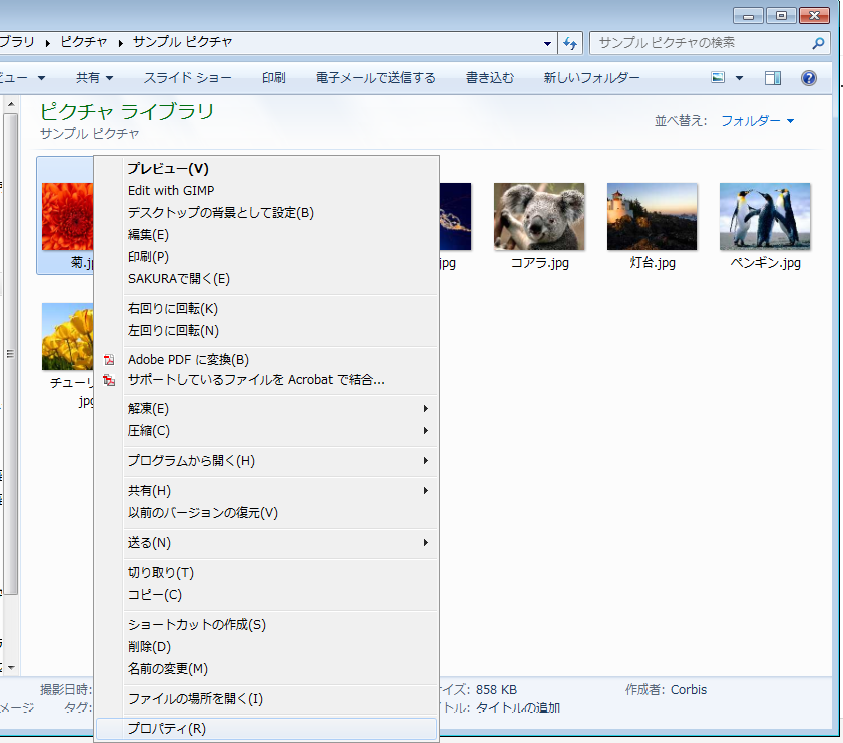 ブラリ ▸ ピクチャ ▸ サンプル ピクチャ
サンプル ピクチャの検索
ビュー ▼ 共有 ▼ スライド ショー 印刷 電子メールで送信する 書き込む 新しいフォルダー
ピクチャ ライブラリ
サンプル ピクチャ
並べ替え: フォルダー ▼
プレビュー(V)
Edit with GIMP
デスクトップの背景として設定(B)
編集(E)
印刷(P)
SAKURAで開く(E)
右回りに回転(K)
左回りに回転(N)
Adobe PDF に変換(B)
サポートしているファイルを Acrobat で結合...
解凍(E)
圧縮(C)
プログラムから開く(H)
共有(H)
以前のバージョンの復元(V)
送る(N)
切り取り(T)
コピー(C)
ショートカットの作成(S)
削除(D)
名前の変更(M)
ファイルの場所を開く(I)
プロパティ(R)
菊.jp
jpg
コアラ.jpg
灯台.jpg
ペンギン.jpg
チューリ
jpg
撮影日時:
イズ: 858 KB
作成者: Corbis
メージ
タグ:
トル: タイトルの追加